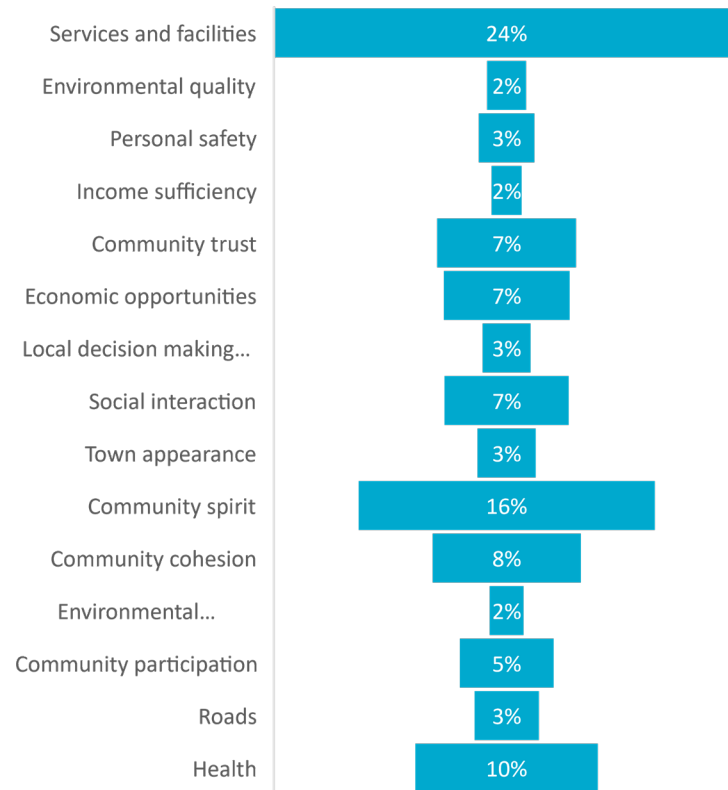 Services and facilities 24%
Environmental quality 2%
Personal safety 3%
Income sufficiency 2%
Community trust 7%
Economic opportunities 7%
Local decision making... 3%
Social interaction 7%
Town appearance 3%
Community spirit 16%
Community cohesion 8%
Environmental... 2%
Community participation 5%
Roads 3%
Health 10%